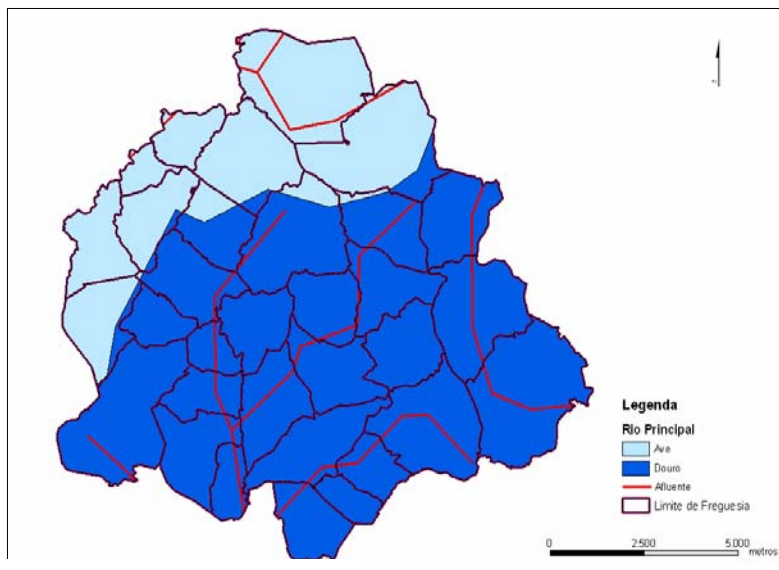 Legenda
Rio Principal
Ave
Douro
Afluente
Limite de Freguesia
0 2.500 5.000
metros